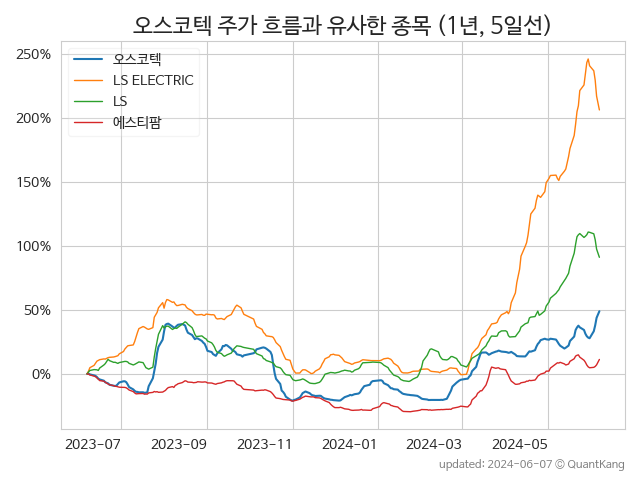 오스코텍 주가 흐름과 유사한 종목 (1년, 5일선)
250%
200%
150%
100%
50%
0%
오스코텍
LS ELECTRIC
LS
에스티팜
2023-07
2023-09
2023-11
2024-01
2024-03
2024-05
updated: 2024-06-07 © QuantKang